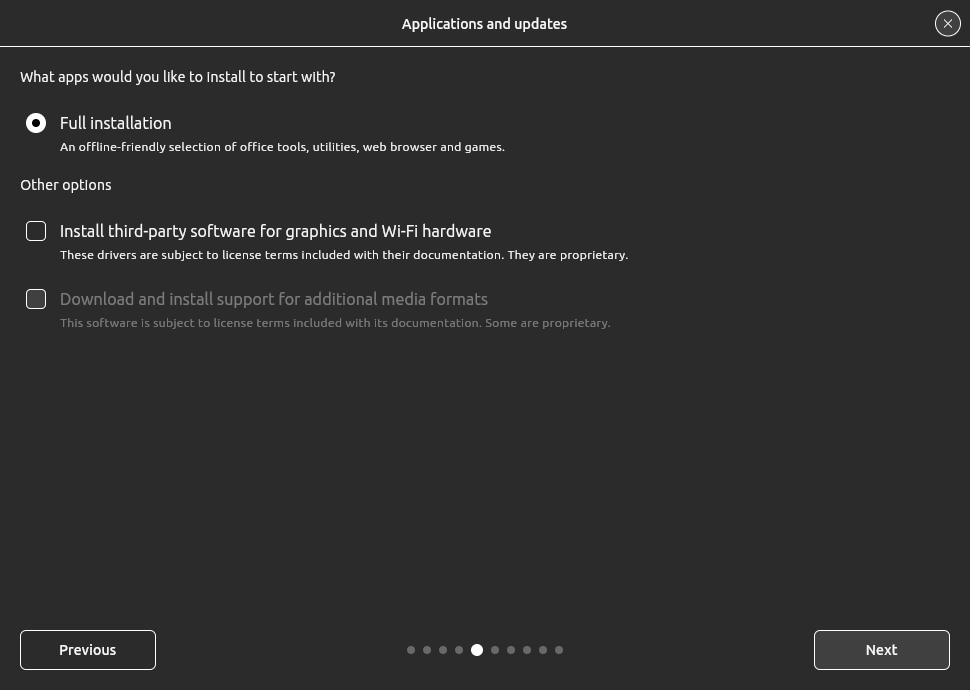 Applications and updates
What apps would you like to install to start with?
Full installation
An offline-friendly selection of office tools, utilities, web browser and games.
Other options
Install third-party software for graphics and Wi-Fi hardware
These drivers are subject to license terms included with their documentation. They are proprietary.
Download and install support for additional media formats
This software is subject to license terms included with its documentation. Some are proprietary.
Previous
Next